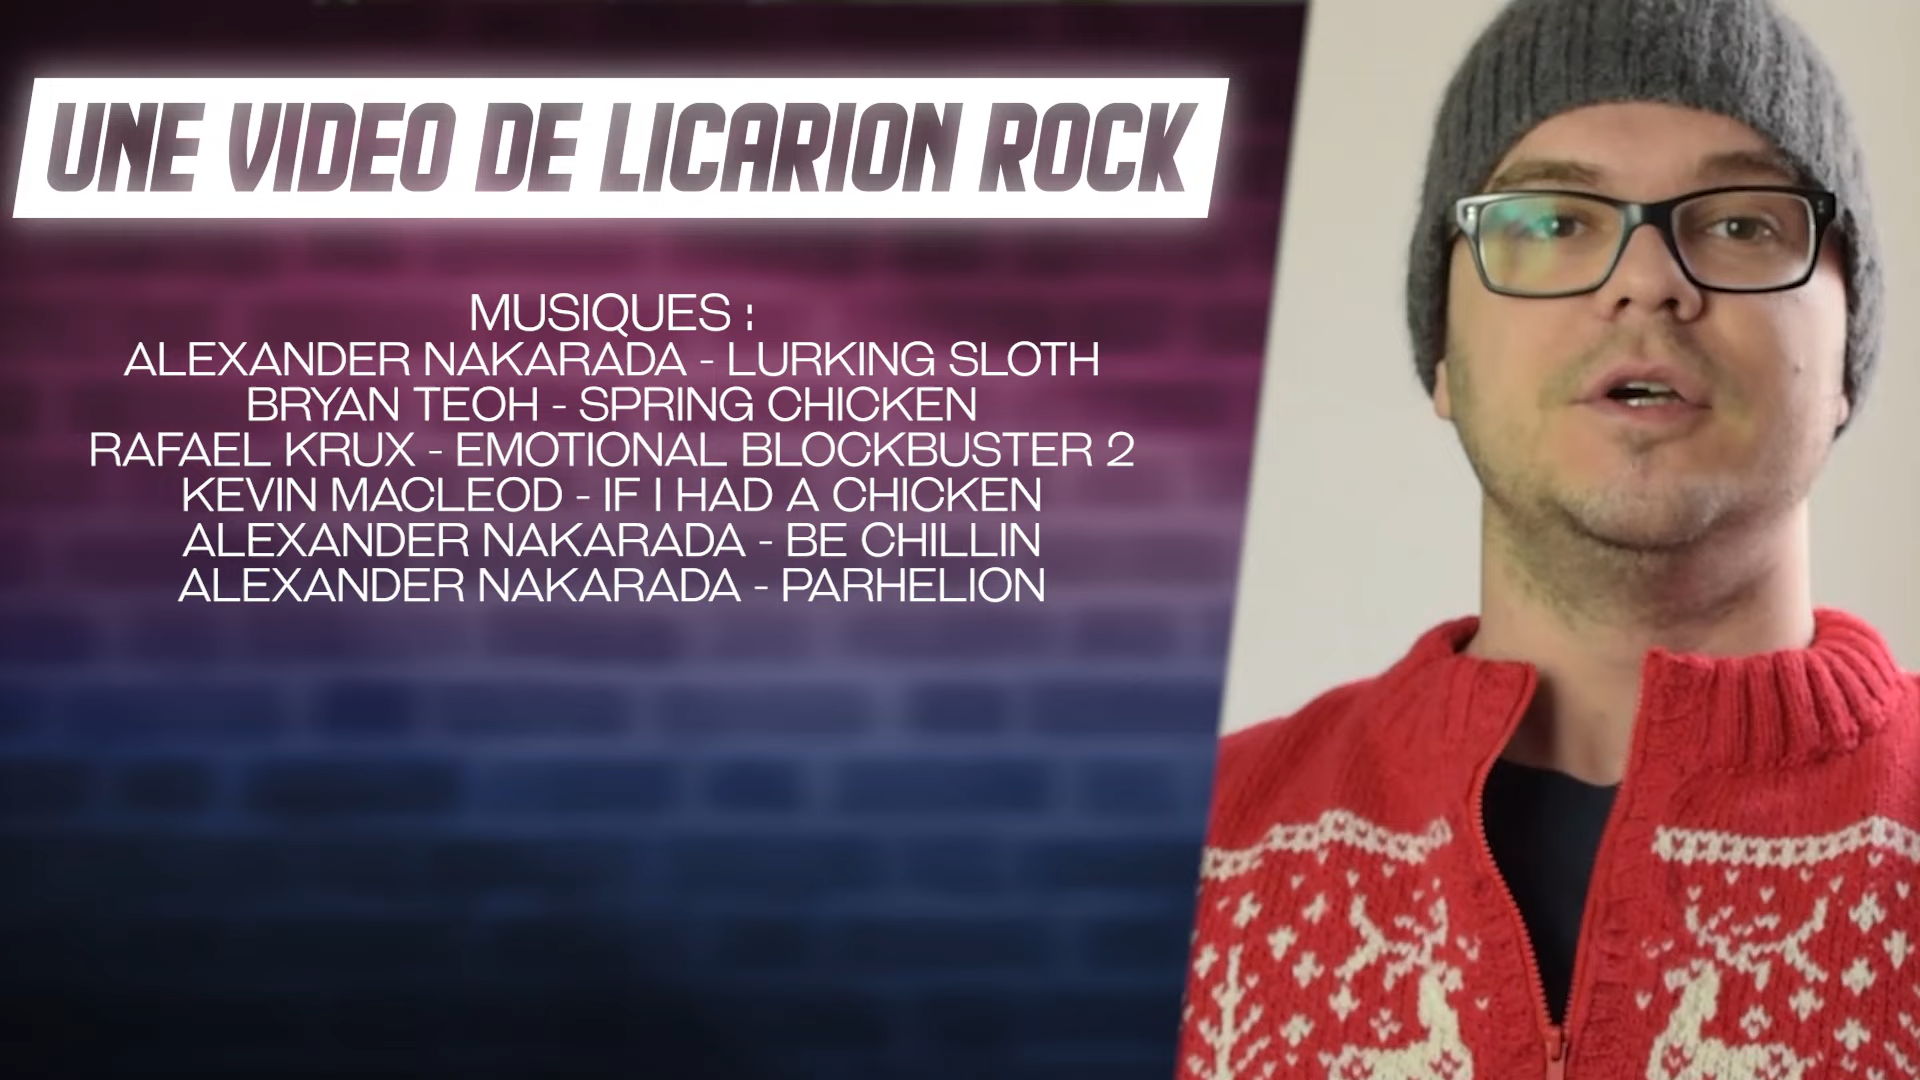 UNE VIDEO DE LICARION ROCK
MUSIQUES :
ALEXANDER NAKARADA - LURKING SLOTH
BRYAN TEOH - SPRING CHICKEN
RAFAEL KRUX - EMOTIONAL BLOCKBUSTER 2
KEVIN MACLEOD - IF I HAD A CHICKEN
ALEXANDER NAKARADA - BE CHILLIN
ALEXANDER NAKARADA - PARHELION